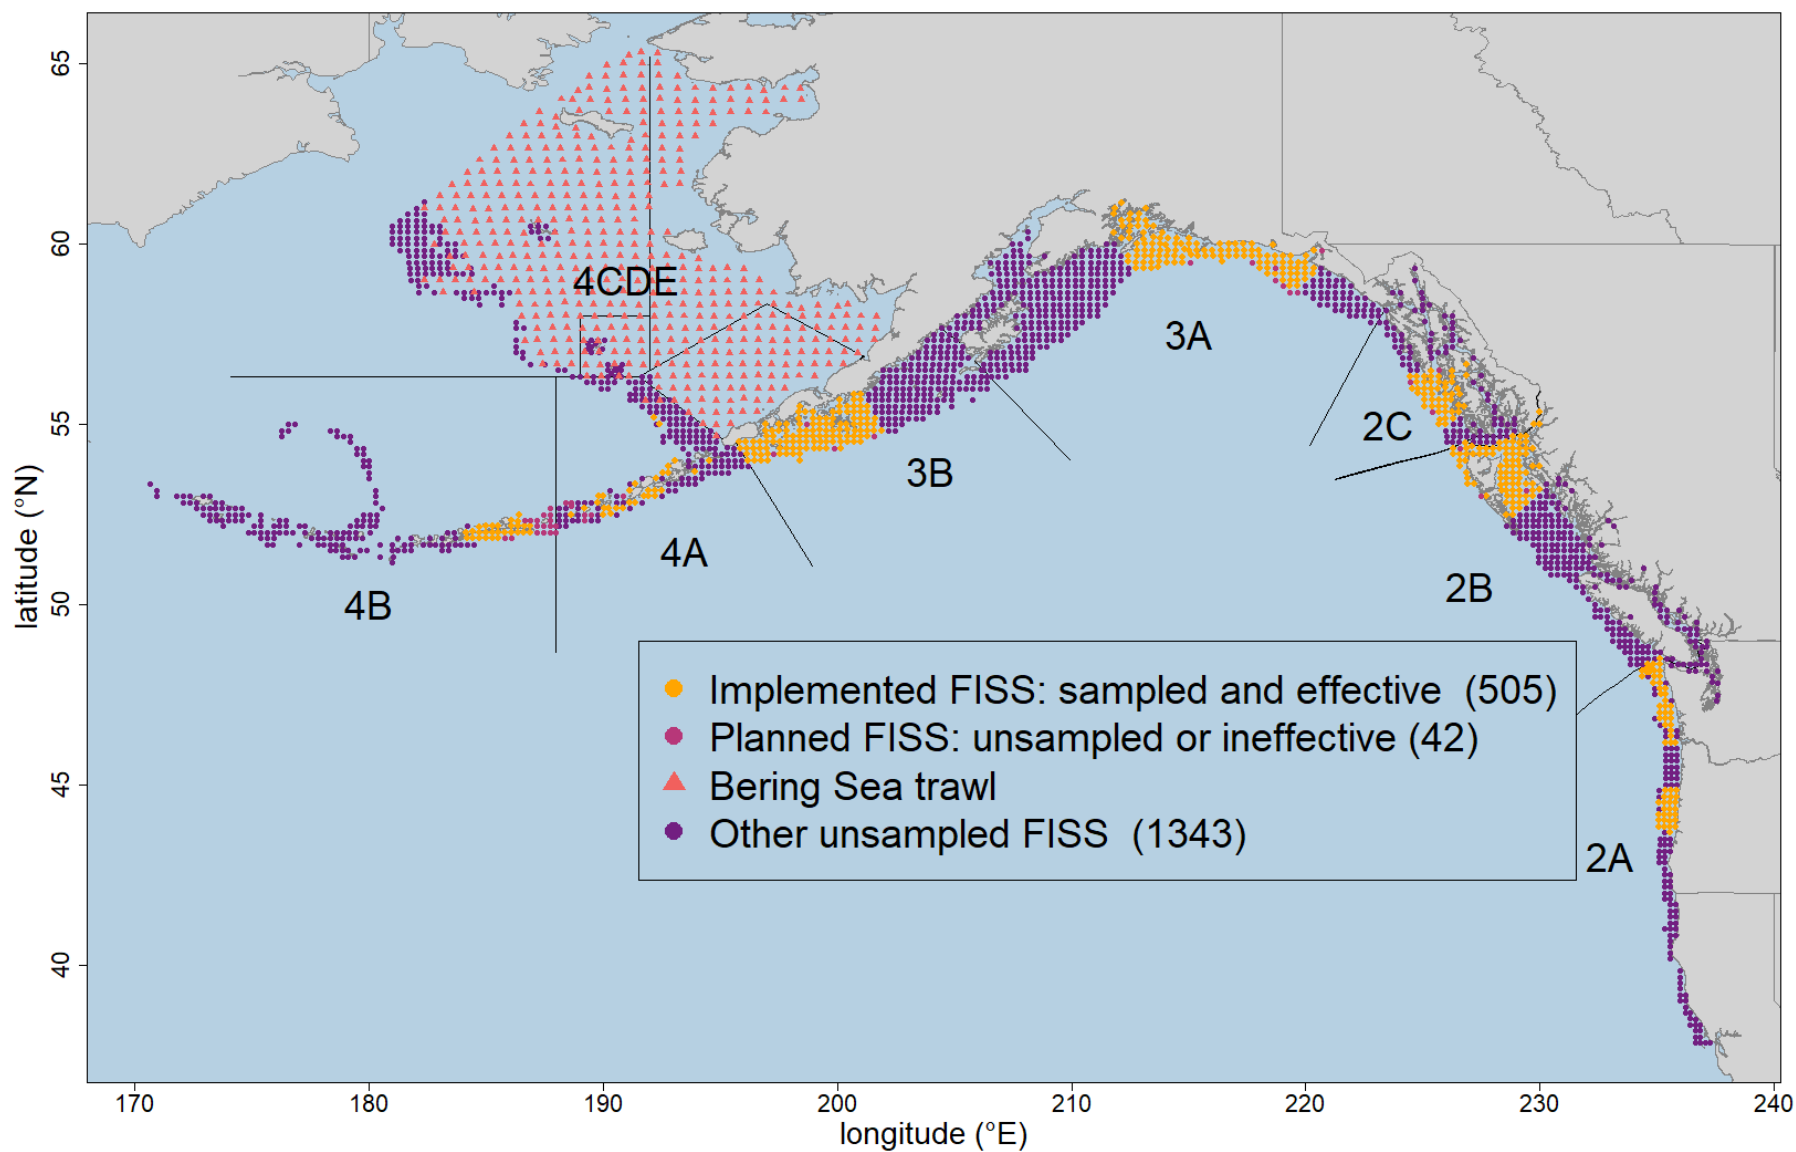 65
60
55
50
45
40
latitude (°N)
4CDE
3A
2C
3B
4A
2B
4B
Implemented FISS: sampled and effective (505)
Planned FISS: unsampled or ineffective (42)
Bering Sea trawl
Other unsampled FISS (1343)
2A
170
180
190
200
210
220
230
240
longitude (°E)